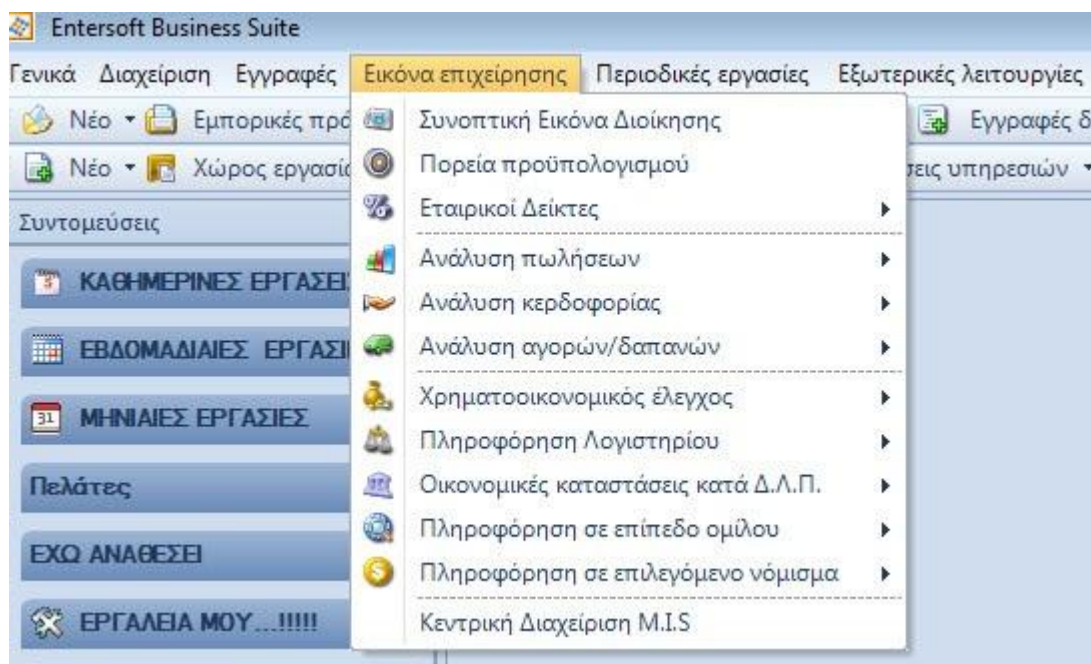 Entersoft Business Suite
Γενικά Διαχείριση Εγγραφές Εικόνα επιχείρησης Περιοδικές εργασίες Εξωτερικές λειτουργίες
Νέο Εμπορικές πρό Εγγραφές δ
Νέο Χώρος εργασία σεις υπηρεσιών
Συντομεύσεις
ΚΑΘΗΜΕΡΙΝΕΣ ΕΡΓΑΣΕΙΣ
ΕΒΔΟΜΑΔΙΑΙΕΣ ΕΡΓΑΣΙ
ΜΗΝΙΑΙΕΣ ΕΡΓΑΣΙΕΣ
Πελάτες
ΕΧΩ ΑΝΑΘΕΣΕΙ
ΕΡΓΑΛΕΙΑ ΜΟΥ...!!!!!
Συνοπτική Εικόνα Διοίκησης
Πορεία προϋπολογισμού
Εταιρικοί Δείκτες
Ανάλυση πωλήσεων
Ανάλυση κερδοφορίας
Ανάλυση αγορών/δαπανών
Χρηματοοικονομικός έλεγχος
Πληροφόρηση Λογιστηρίου
Οικονομικές καταστάσεις κατά Δ.Λ.Π.
Πληροφόρηση σε επίπεδο ομίλου
Πληροφόρηση σε επιλεγόμενο νόμισμα
Κεντρική Διαχείριση M.I.S